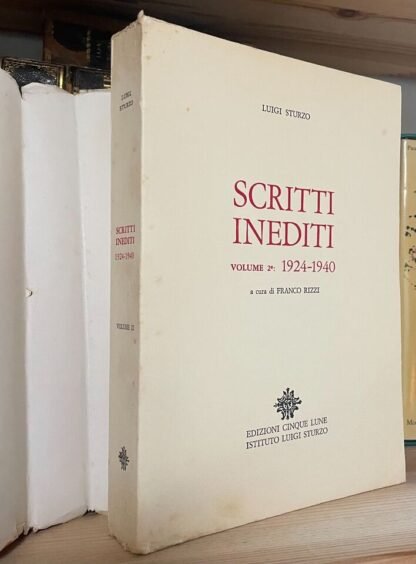 LUIGI
STURZO
SCRITTI
INEDITI
1924-1940
VOLUME II
LUIGI STURZO
SCRITTI
INEDITI
VOLUME 2º: 1924-1940
a cura di FRANCO RIZZI
EDIZIONI CINQUE LUNE
ISTITUTO LUIGI STURZO